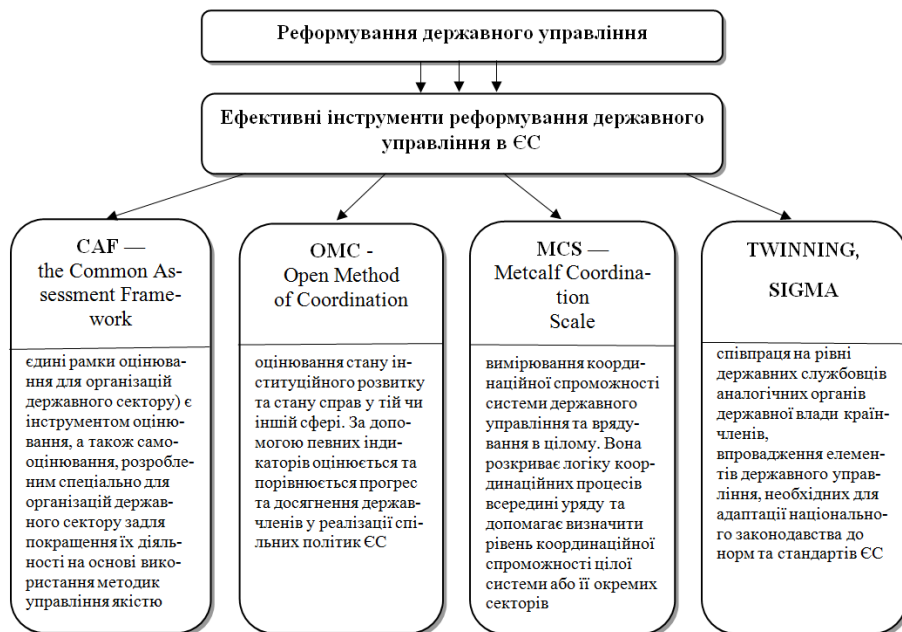 Реформування державного управління
Ефективні інструменти реформування державного
управління в ЄС
CAF —
the Common As-
sessment Frame-
work
єдині рамки оціню-
вання для організацій
державного сектору) є
інструментом оціню-
вання, а також само-
оцінювання, розробле-
ним спеціально для
організацій держав-
ного сектору задля
покращення їх діяль-
ності на основі вико-
ристання методик
управління якістю
OMC -
Open Method
of Coordination
оцінювання стану ін-
ституційного розвитку
та стану справ у тій чи
іншій сфері. За допо-
могою певних інди-
каторів оцінюється та
порівнюється прогрес
та досягнення держав-
членів у реалізації спі-
льних політик ЄС
MCS —
Metcalf Coordina-
tion
Scale
вимірювання коорди-
наційної спроможності
системи державного
управління та вряду-
вання в цілому. Вона
розкриває логіку коор-
динаційних процесів
всередині уряду та
допомагає визначити
рівень координаційної
спроможності цілої
системи або її окремих
секторів
TWINNING,
SIGMA
співпраця на рівні
державних службовців
аналогічних органів
державної влади країн-
членів,
впровадження елемен-
тів державного управ-
ління, необхідних для
адаптації національно-
го законодавства до
норм та стандартів ЄС